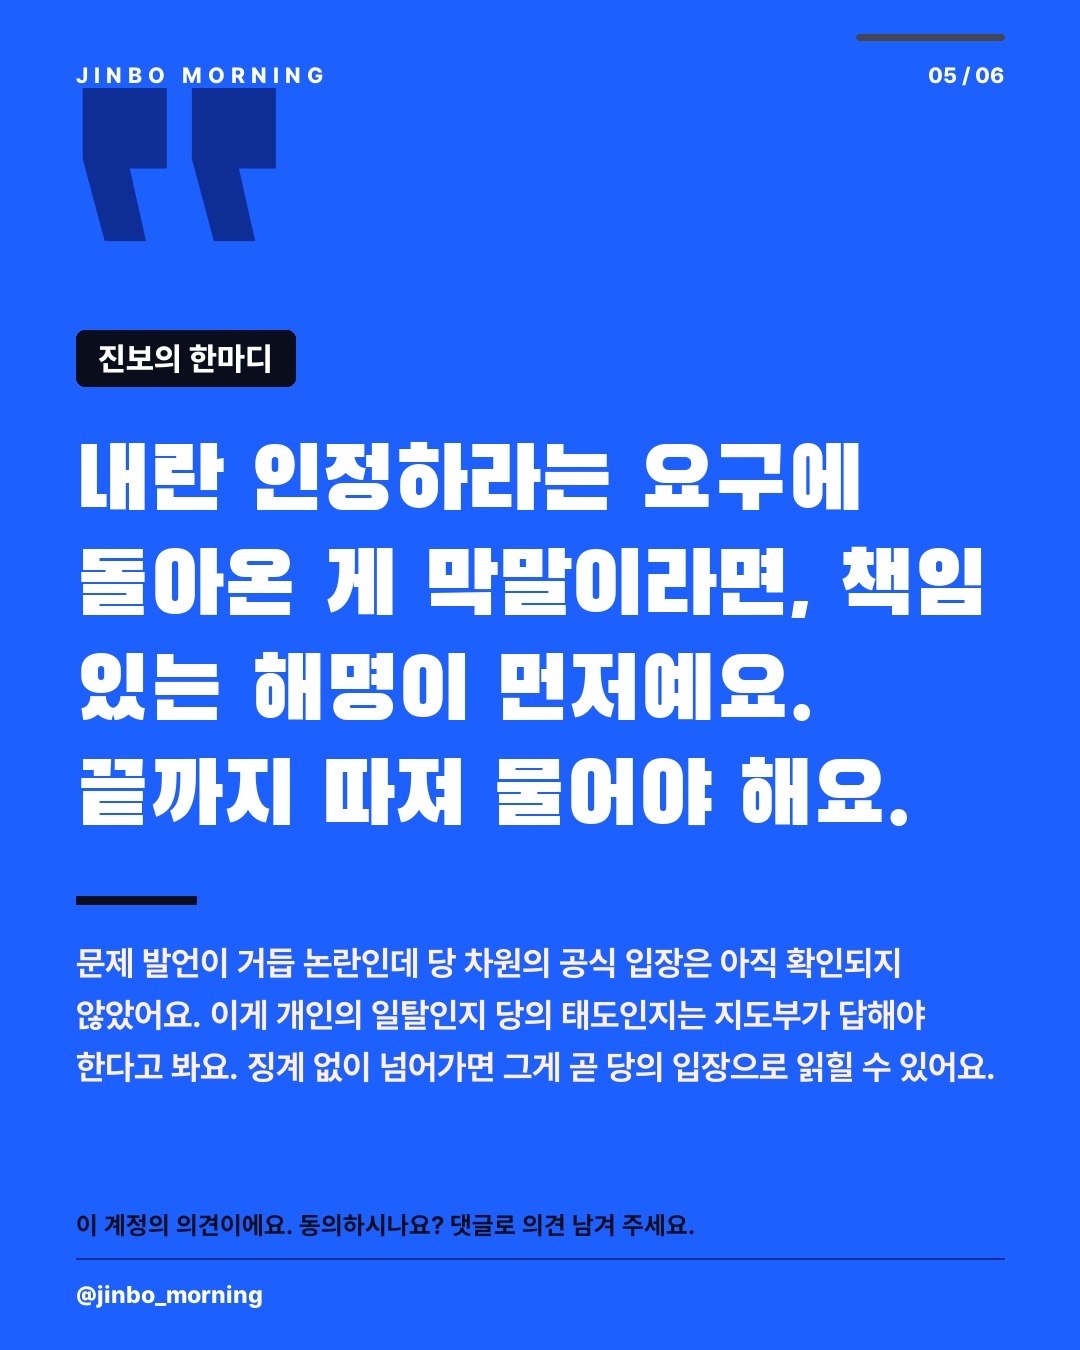 JINBO MORNING
05 / 06
진보의 한마디
내란 인정하라는 요구에
돌아온 게 막말이라면, 책임
있는 해명이 먼저예요.
끝까지 따져 물어야 해요.
문제 발언이 거듭 논란인데 당 차원의 공식 입장은 아직 확인되지
않았어요. 이게 개인의 일탈인지 당의 태도인지는 지도부가 답해야
한다고 봐요. 징계 없이 넘어가면 그게 곧 당의 입장으로 읽힐 수 있어요.
이 계정의 의견이에요. 동의하시나요? 댓글로 의견 남겨 주세요.
@jinbo_morning